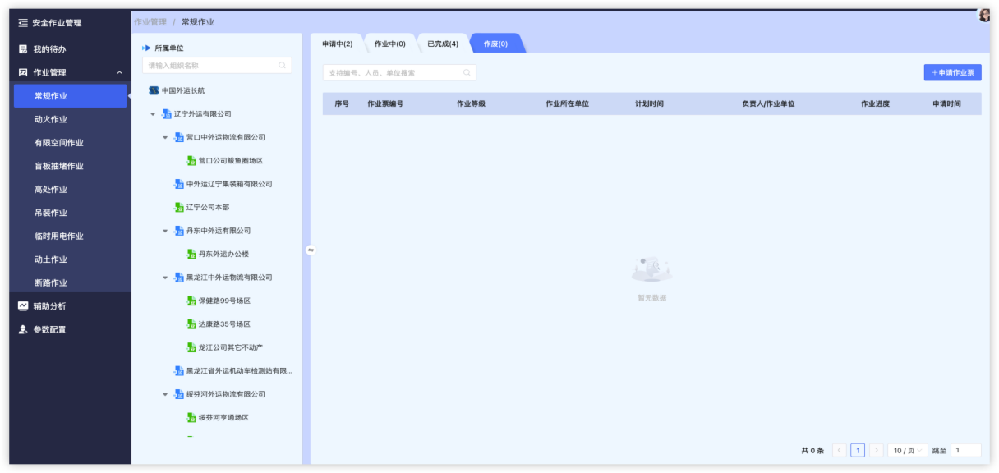 安全作业管理
我的待办
作业管理
常规作业
动火作业
有限空间作业
盲板抽堵作业
高处作业
吊装作业
临时用电作业
动土作业
断路作业
辅助分析
参数配置
作业管理 / 常规作业
所属单位
请输入组织名称
中国外运长航
辽宁外运有限公司
营口中外运物流有限公司
营口公司鲅鱼圈场区
中外运辽宁集装箱有限公司
辽宁公司本部
丹东中外运有限公司
丹东外运办公楼
黑龙江中外运物流有限公司
保健路99号场区
达康路35号场区
龙江公司其它不动产
黑龙江省外运机动车检测站有限...
绥芬河外运物流有限公司
绥芬河亨通场区
申请中(2) 作业中(0) 已完成(4) 作废(0)
支持编号、人员、单位搜索
+申请作业票
序号 作业票编号 作业等级 作业所在单位 计划时间 负责人/作业单位 作业进度 申请时间
暂无数据
共 0 条 < 1 > 10 / 页 跳至 1